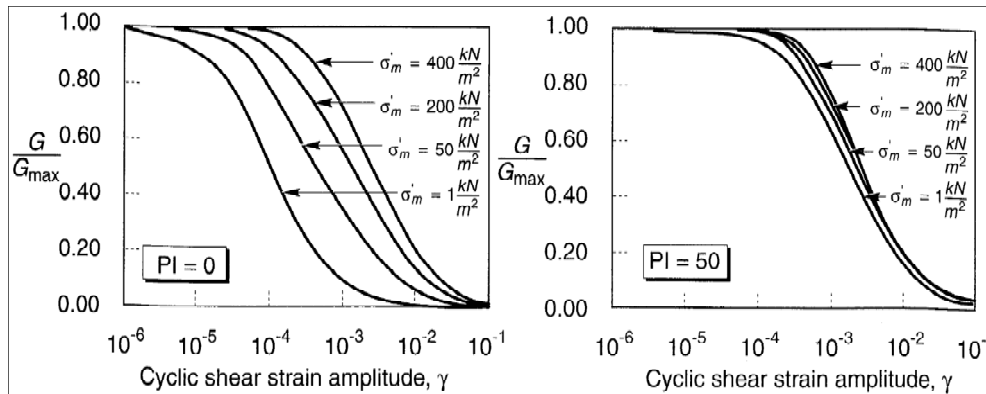 1.00
0.80
0.60
G
Gmax
0.40
0.20
0.00
σ'm = 400 kN/m²
σ'm = 200 kN/m²
σ'm = 50 kN/m²
σ'm = 1 kN/m²
PI = 0
10⁻⁶ 10⁻⁵ 10⁻⁴ 10⁻³ 10⁻² 10⁻¹
Cyclic shear strain amplitude, γ
1.00
0.80
0.60
G
Gmax
0.40
0.20
0.00
σ'm = 400 kN/m²
σ'm – 200 kN/m²
σ'm = 50 kN/m²
σ'm = 1 kN/m²
PI = 50
10⁻⁶ 10⁻⁵ 10⁻⁴ 10⁻³ 10⁻² 10⁻
Cyclic shear strain amplitude, γ